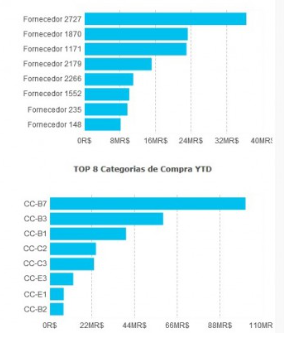 Fornecedor 2727
Fornecedor 1870
Fornecedor 1171
Fornecedor 2179
Fornecedor 2266
Fornecedor 1552
Fornecedor 235
Fornecedor 148
0R$ 8MR$ 16MR$ 24MR$ 32MR$ 40MR$
TOP 8 Categorias de Compra YTD
CC-B7
CC-B3
CC-B1
CC-C2
CC-C3
CC-E3
CC-E1
CC-B2
0R$ 22MR$ 44MR$ 66MR$ 88MR$ 110MR$